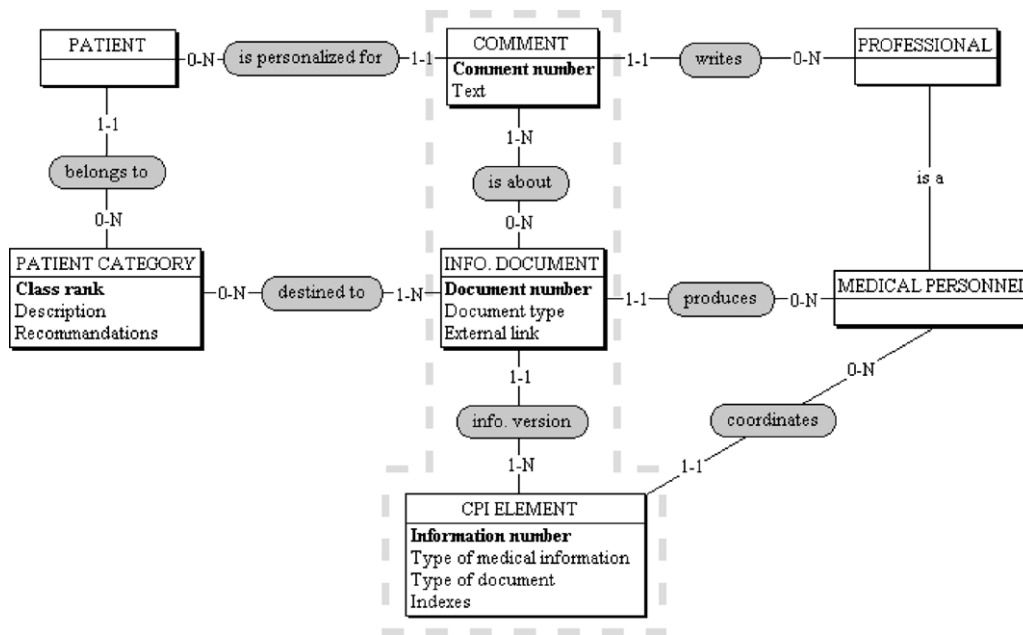 PATIENT
0-N
is personalized for
1-1
COMMENT
Comment number
Text
1-1
writes
0-N
PROFESSIONAL
1-1
belongs to
0-N
1-N
is about
0-N
is a
PATIENT CATEGORY
Class rank
Description
Recommandations
0-N
destined to
1-N
INFO. DOCUMENT
Document number
Document type
External link
1-1
produces
0-N
MEDICAL PERSONNEL
1-1
info. version
1-N
0-N
coordinates
1-1
CPI ELEMENT
Information number
Type of medical information
Type of document
Indexes